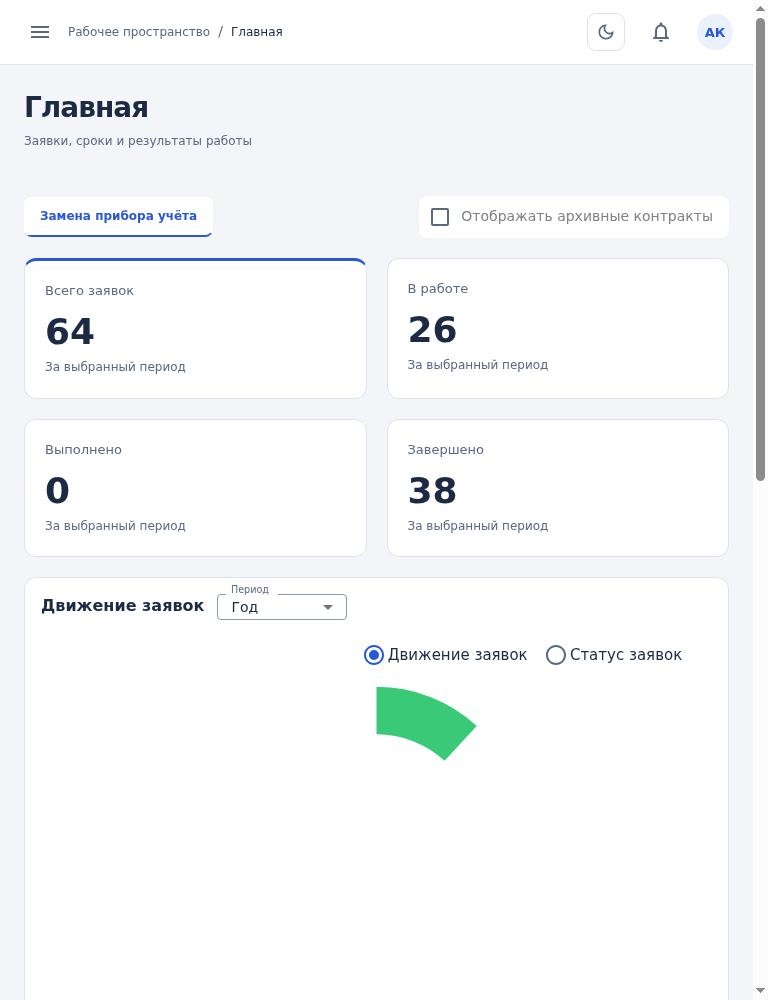 Рабочее пространство / Главная
АК
Главная
Заявки, сроки и результаты работы
Замена прибора учёта
Отображать архивные контракты
Всего заявок
64
За выбранный период
В работе
26
За выбранный период
Выполнено
0
За выбранный период
Завершено
38
За выбранный период
Движение заявок
Период
Год
Движение заявок
Статус заявок